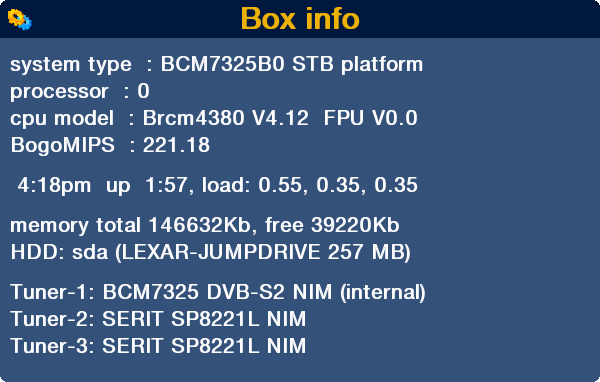 Box info
system type  : BCM7325B0 STB platform
processor  : 0
cpu model  : Brcm4380 V4.12  FPU V0.0
BogoMIPS  : 221.18
4:18pm  up  1:57, load: 0.55, 0.35, 0.35
memory total 146632Kb, free 39220Kb
HDD: sda (LEXAR-JUMPDRIVE 257 MB)
Tuner-1: BCM7325 DVB-S2 NIM (internal)
Tuner-2: SERIT SP8221L NIM
Tuner-3: SERIT SP8221L NIM